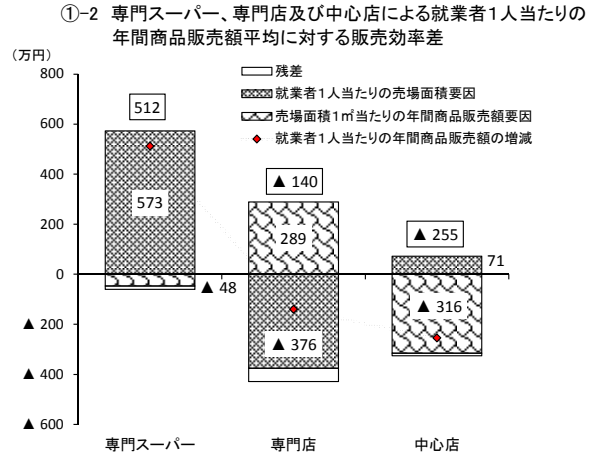 ①-2 専門スーパー、専門店及び中心店による就業者1人当たりの
年間商品販売額平均に対する販売効率差
(万円)
800
600
400
200
0
▲ 200
▲ 400
▲ 600
残差
就業者1人当たりの売場面積要因
売場面積1㎡当たりの年間商品販売額要因
就業者1人当たりの年間商品販売額の増減
512
573
▲ 48
▲ 140
289
▲ 376
▲ 255
71
▲ 316
専門スーパー
専門店
中心店